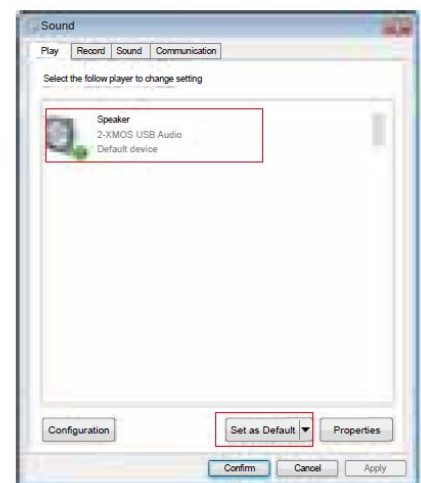 Sound
Play Record Sound Communication
Select the follow player to change setting
Speaker
2-XMOS USB Audio
Default device
Configuration Set as Default Properties
Confirm Cancel Apply